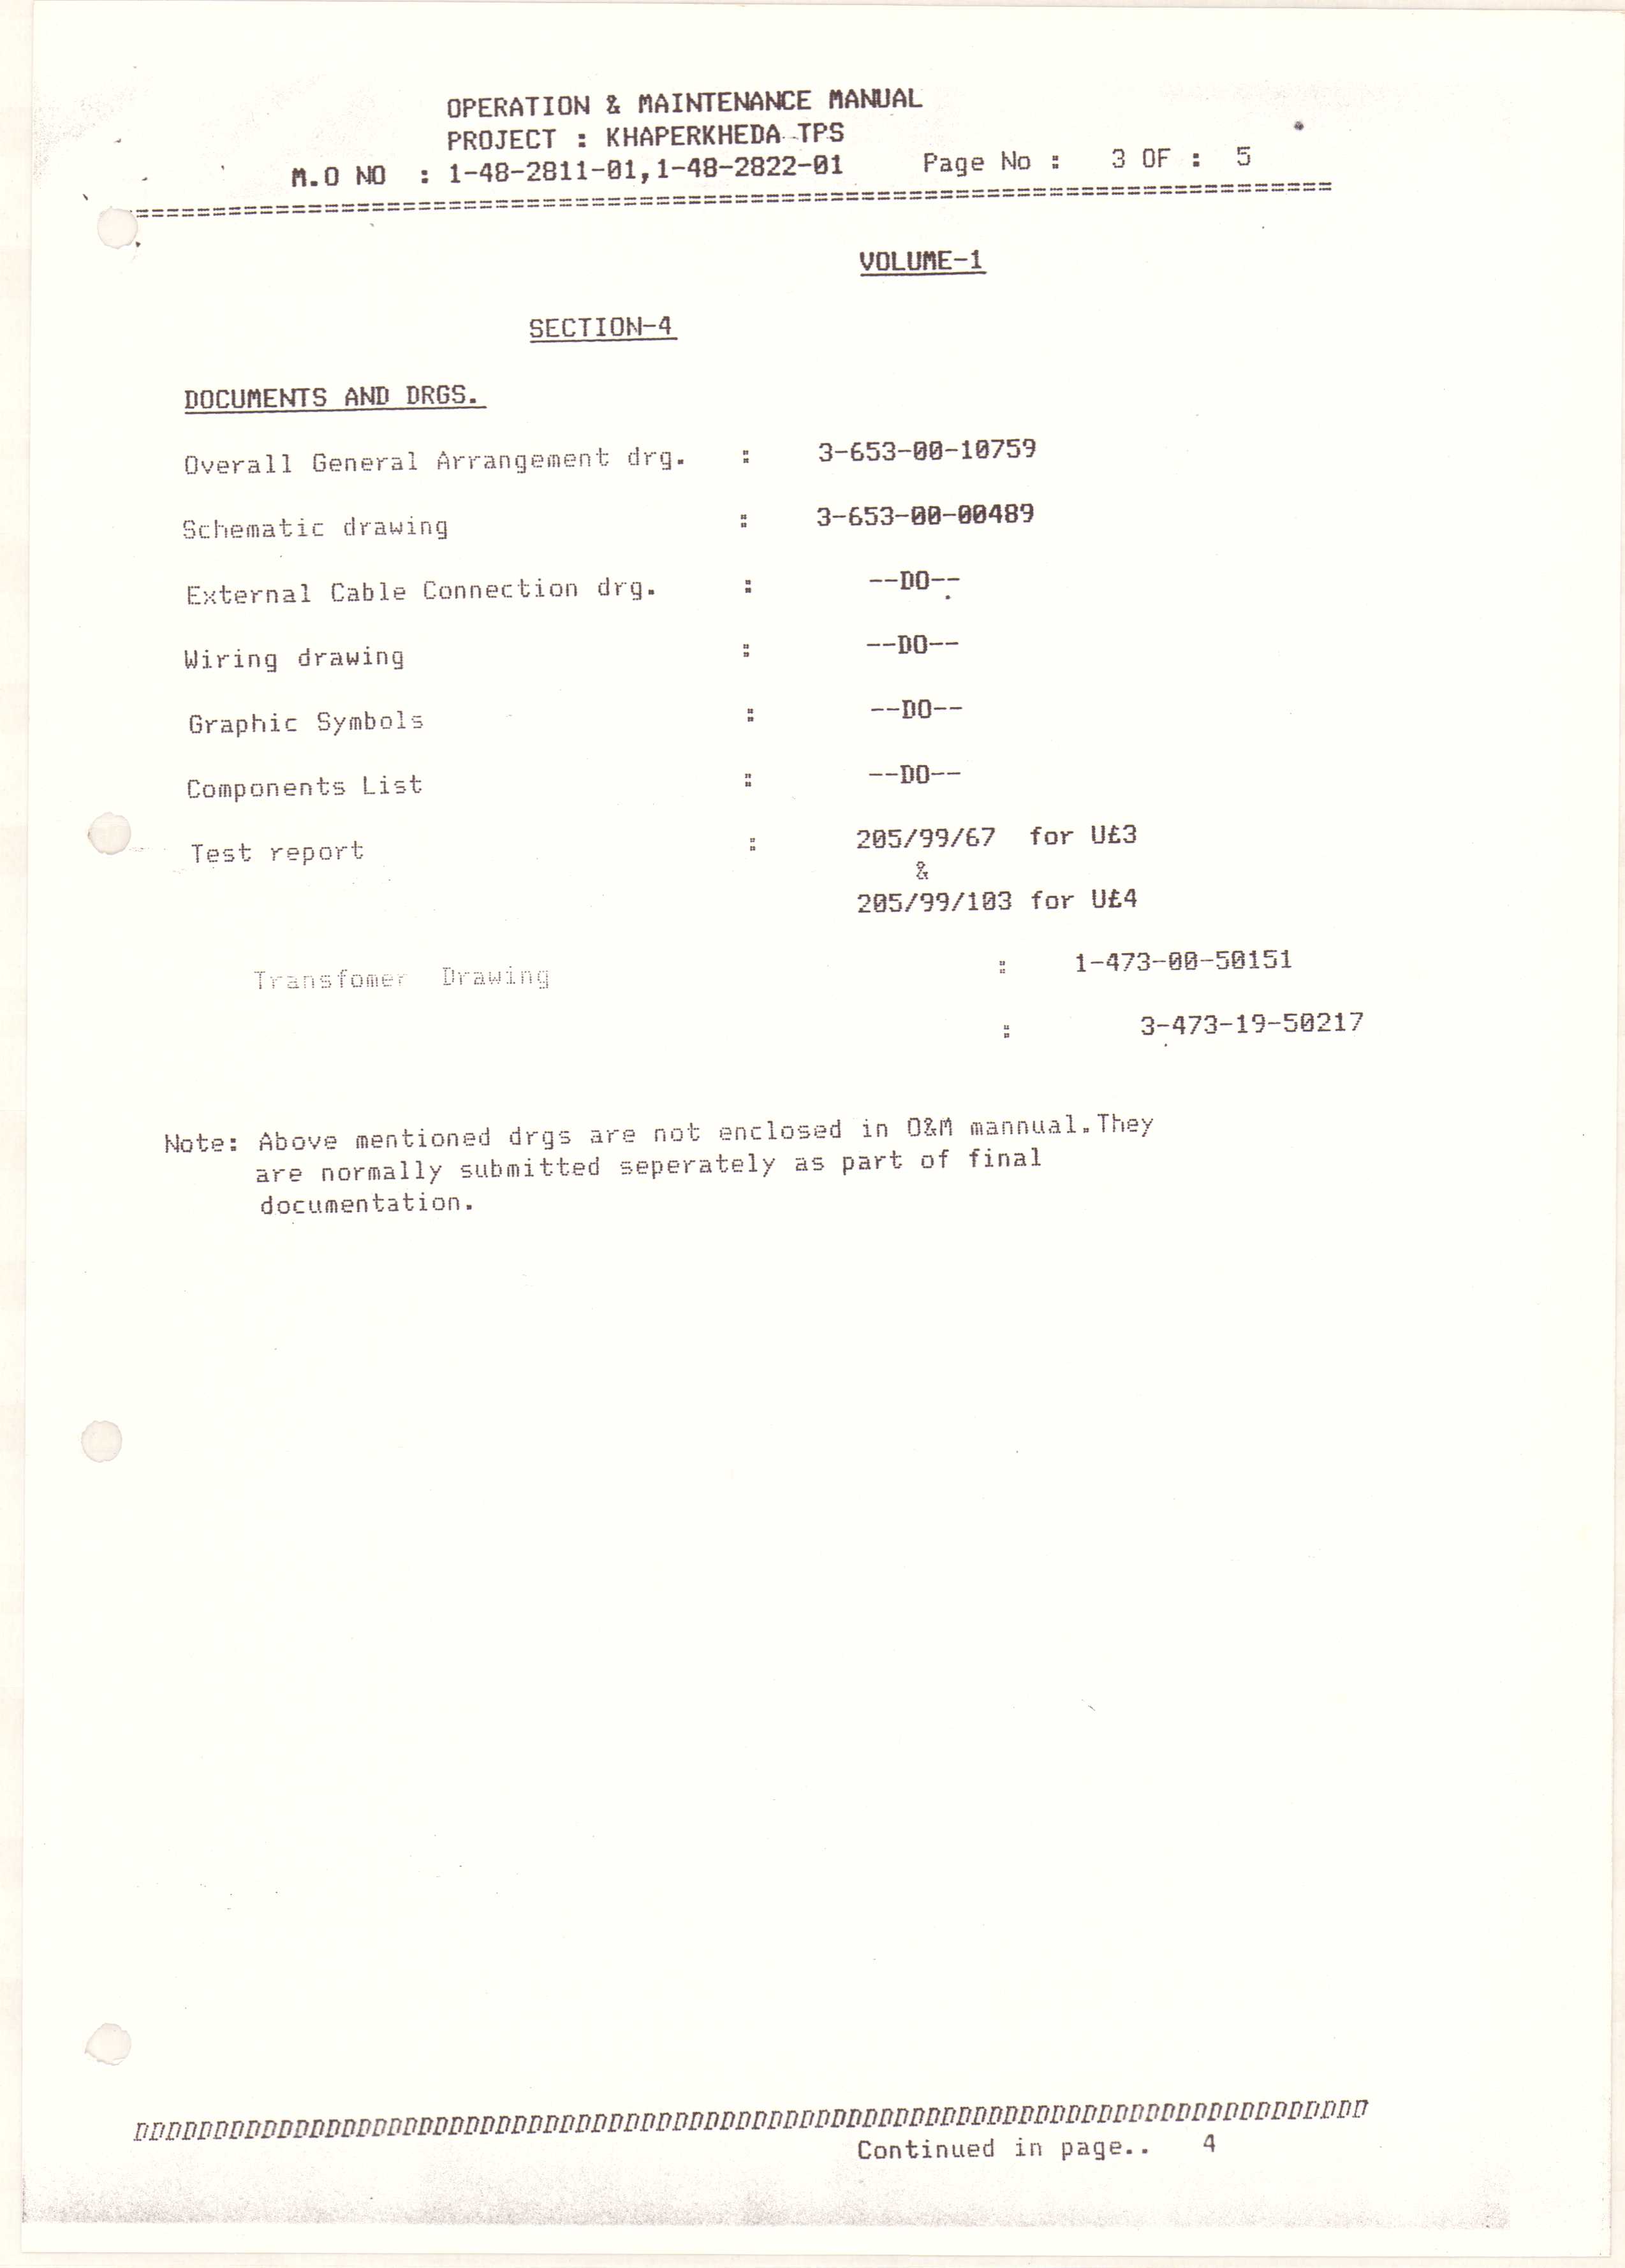 OPERATION & MAINTENANCE MANUAL
PROJECT : KHAPERKHEDA TPS
M.O NO : 1-48-2811-01,1-48-2822-01 Page No : 3 OF : 5
VOLUME-1
SECTION-4
DOCUMENTS AND DRGS.
Overall General Arrangement drg. : 3-653-00-10759
Schematic drawing : 3-653-00-00489
External Cable Connection drg. : --DO--
Wiring drawing : --DO--
Graphic Symbols : --DO--
Components List : --DO--
Test report : 205/99/67 for U£3
&
205/99/103 for U£4
Transfomer Drawing : 1-473-00-50151
: 3-473-19-50217
Note: Above mentioned drgs are not enclosed in O&M mannual.They
are normally submitted seperately as part of final
documentation.
Continued in page.. 4